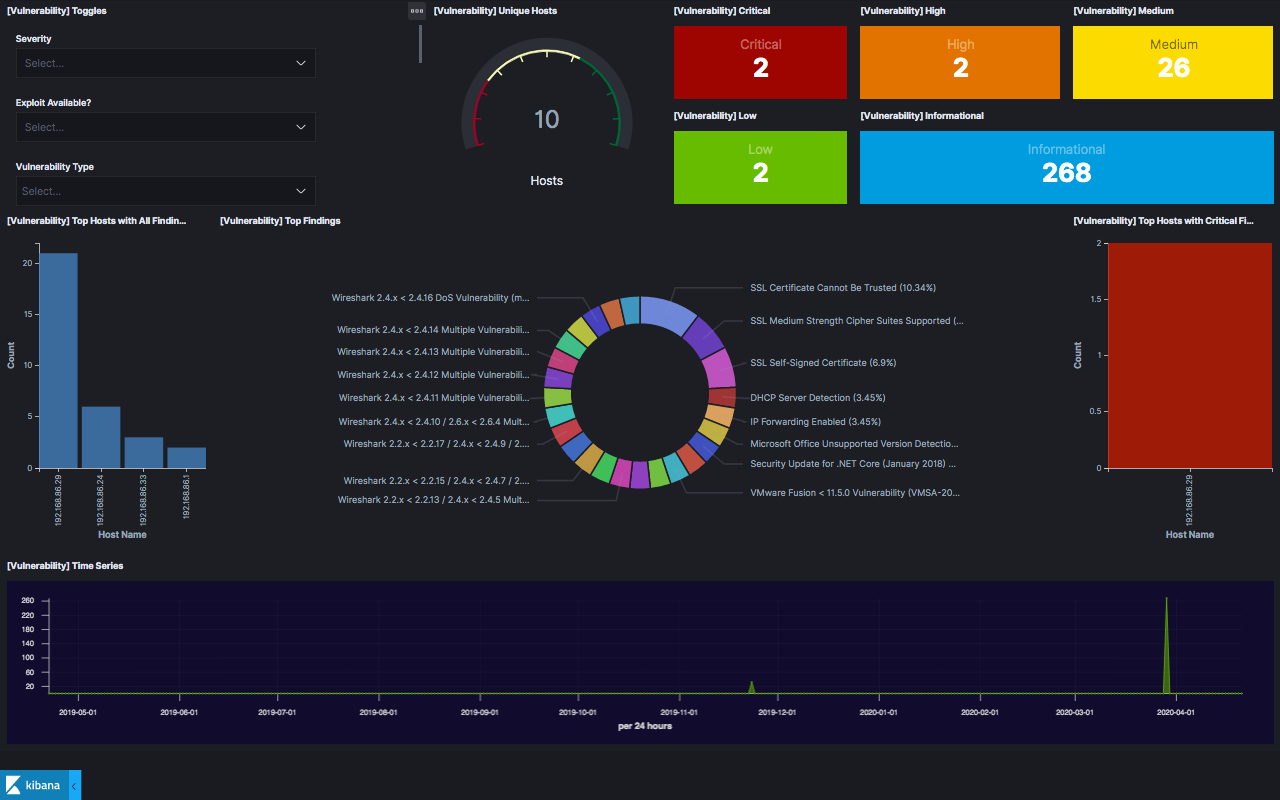 [Vulnerability] Toggles
Severity
Select...
Exploit Available?
Select...
Vulnerability Type
Select...
[Vulnerability] Unique Hosts
10
Hosts
[Vulnerability] Critical
Critical
2
[Vulnerability] High
High
2
[Vulnerability] Medium
Medium
26
[Vulnerability] Low
Low
2
[Vulnerability] Informational
Informational
268
[Vulnerability] Top Hosts with All Findin...
Count
20
15
10
5
0
192.168.86.29
192.168.86.24
192.168.86.33
192.168.86.1
Host Name
[Vulnerability] Top Findings
Wireshark 2.4.x < 2.4.16 DoS Vulnerability (m...
Wireshark 2.4.x < 2.4.14 Multiple Vulnerabili...
Wireshark 2.4.x < 2.4.13 Multiple Vulnerabili...
Wireshark 2.4.x < 2.4.12 Multiple Vulnerabili...
Wireshark 2.4.x < 2.4.11 Multiple Vulnerabili...
Wireshark 2.4.x < 2.4.10 / 2.6.x < 2.6.4 Mult...
Wireshark 2.2.x < 2.2.17 / 2.4.x < 2.4.9 / 2....
Wireshark 2.2.x < 2.2.15 / 2.4.x < 2.4.7 / 2....
Wireshark 2.2.x < 2.2.13 / 2.4.x < 2.4.5 Mult...
SSL Certificate Cannot Be Trusted (10.34%)
SSL Medium Strength Cipher Suites Supported (...
SSL Self-Signed Certificate (6.9%)
DHCP Server Detection (3.45%)
IP Forwarding Enabled (3.45%)
Microsoft Office Unsupported Version Detectio...
Security Update for .NET Core (January 2018) ...
VMware Fusion < 11.5.0 Vulnerability (VMSA-20...
[Vulnerability] Top Hosts with Critical Fi...
Count
2
1.5
1
0.5
0
192.168.86.29
Host Name
[Vulnerability] Time Series
260
220
180
140
100
60
20
2019-05-01
2019-06-01
2019-07-01
2019-08-01
2019-09-01
2019-10-01
2019-11-01
2019-12-01
2020-01-01
2020-02-01
2020-03-01
2020-04-01
per 24 hours
kibana